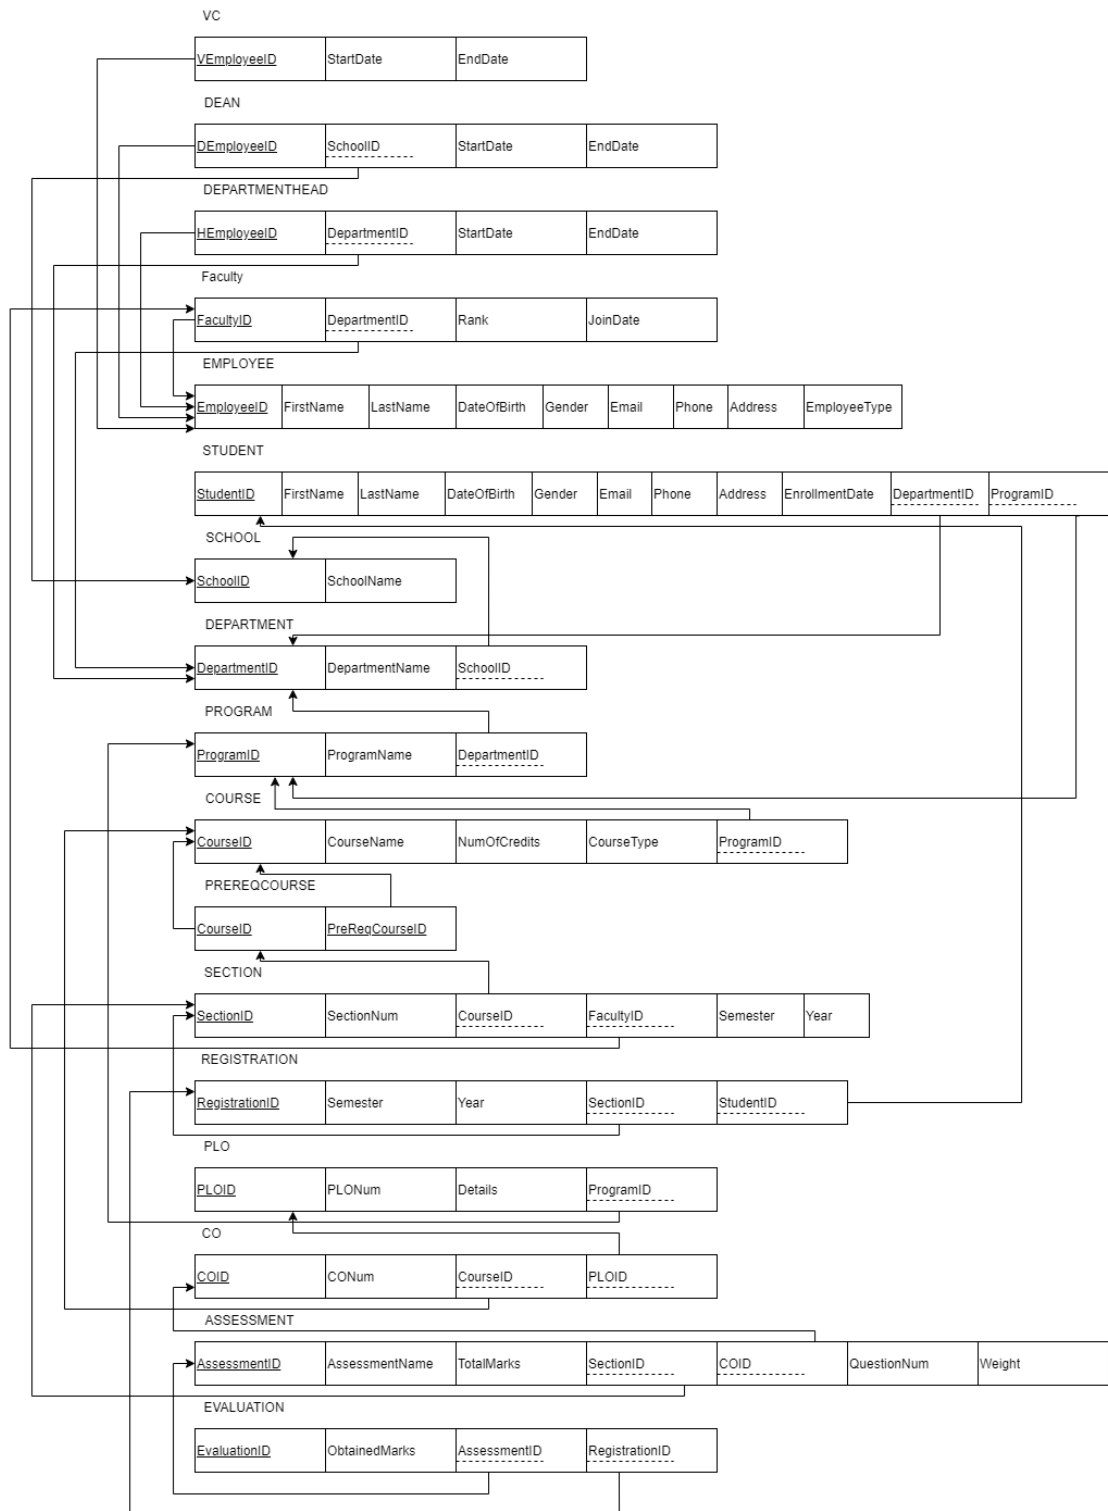 VC
VEmployeeID StartDate EndDate
DEAN
DEmployeeID SchoolID StartDate EndDate
DEPARTMENTHEAD
HEmployeeID DepartmentID StartDate EndDate
Faculty
FacultyID DepartmentID Rank JoinDate
EMPLOYEE
EmployeeID FirstName LastName DateOfBirth Gender Email Phone Address EmployeeType
STUDENT
StudentID FirstName LastName DateOfBirth Gender Email Phone Address EnrollmentDate DepartmentID ProgramID
SCHOOL
SchoolID SchoolName
DEPARTMENT
DepartmentID DepartmentName SchoolID
PROGRAM
ProgramID ProgramName DepartmentID
COURSE
CourseID CourseName NumOfCredits CourseType ProgramID
PREREQCOURSE
CourseID PreReqCourseID
SECTION
SectionID SectionNum CourseID FacultyID Semester Year
REGISTRATION
RegistrationID Semester Year SectionID StudentID
PLO
PLOID PLONum Details ProgramID
CO
COID CONum CourseID PLOID
ASSESSMENT
AssessmentID AssessmentName TotalMarks SectionID COID QuestionNum Weight
EVALUATION
EvaluationID ObtainedMarks AssessmentID RegistrationID